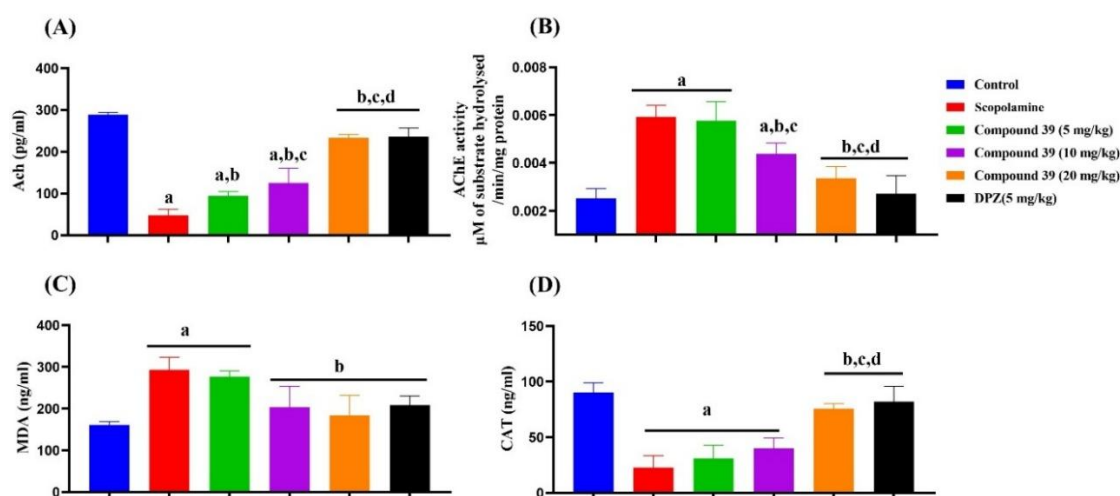 (A)
Ach (pg/ml)
400
300
200
100
0
a
a,b
a,b,c
b,c,d
(B)
AChE activity
µM of substrate hydrolysed
/min/mg protein
0.008
0.006
0.004
0.002
a
a,b,c
b,c,d
Control
Scopolamine
Compound 39 (5 mg/kg)
Compound 39 (10 mg/kg)
Compound 39 (20 mg/kg)
DPZ(5 mg/kg)
(C)
MDA (ng/ml)
400
300
200
100
0
a
b
(D)
CAT (ng/ml)
150
100
50
0
a
b,c,d